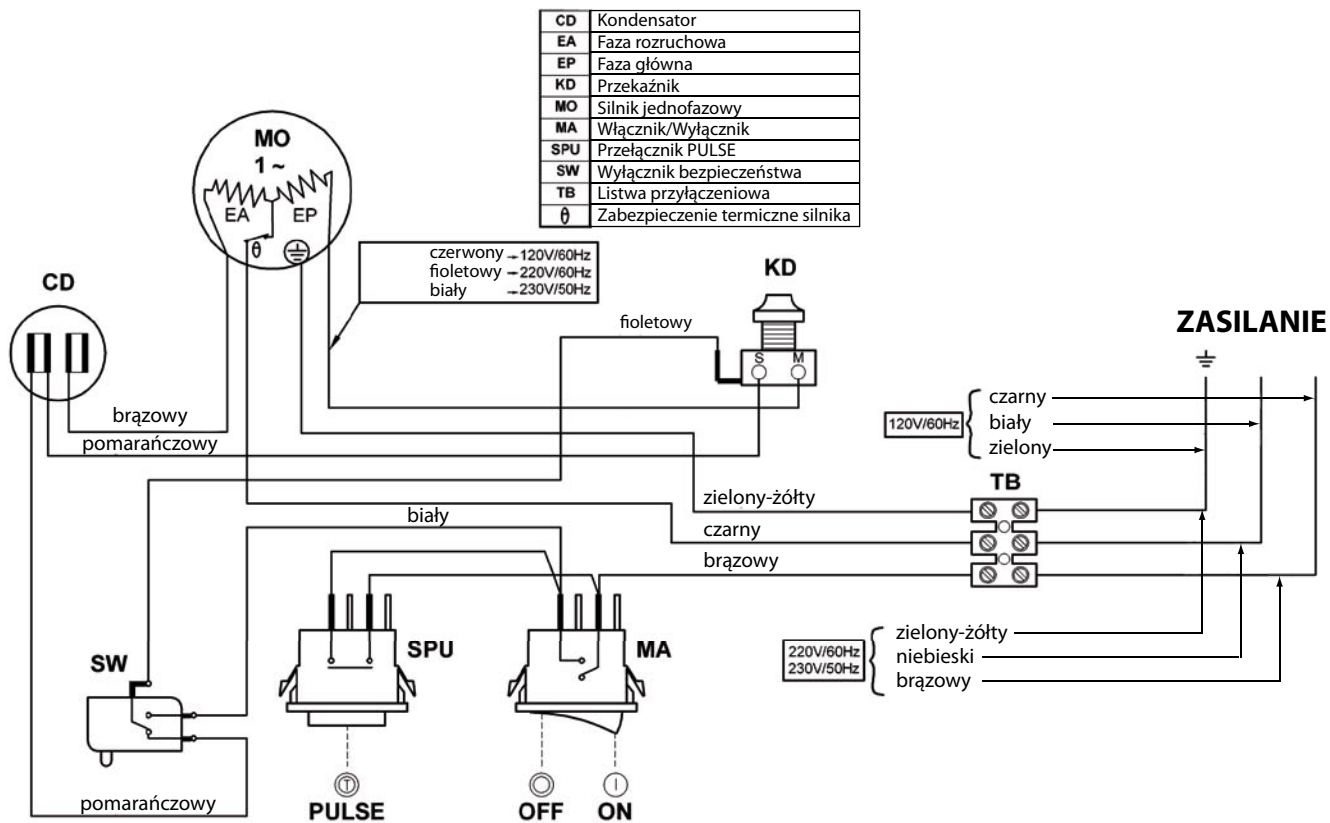 CD Kondensator
EA Faza rozruchowa
EP Faza główna
KD Przekaźnik
MO Silnik jednofazowy
MA Włącznik/Wyłącznik
SPU Przełącznik PULSE
SW Wyłącznik bezpieczeństwa
TB Listwa przyłączeniowa
θ Zabezpieczenie termiczne silnika
MO
1 ~
EA EP
θ
czerwony → 120V/60Hz
fioletowy → 220V/60Hz
biały → 230V/50Hz
KD
CD
fioletowy
S M
ZASILANIE
brązowy
pomarańczowy
120V/60Hz
czarny
biały
zielony
TB
zielony-żółty
biały
czarny
brązowy
SW
SPU
MA
220V/60Hz
230V/50Hz
zielony-żółty
niebieski
brązowy
pomarańczowy
T
I
PULSE
OFF
ON